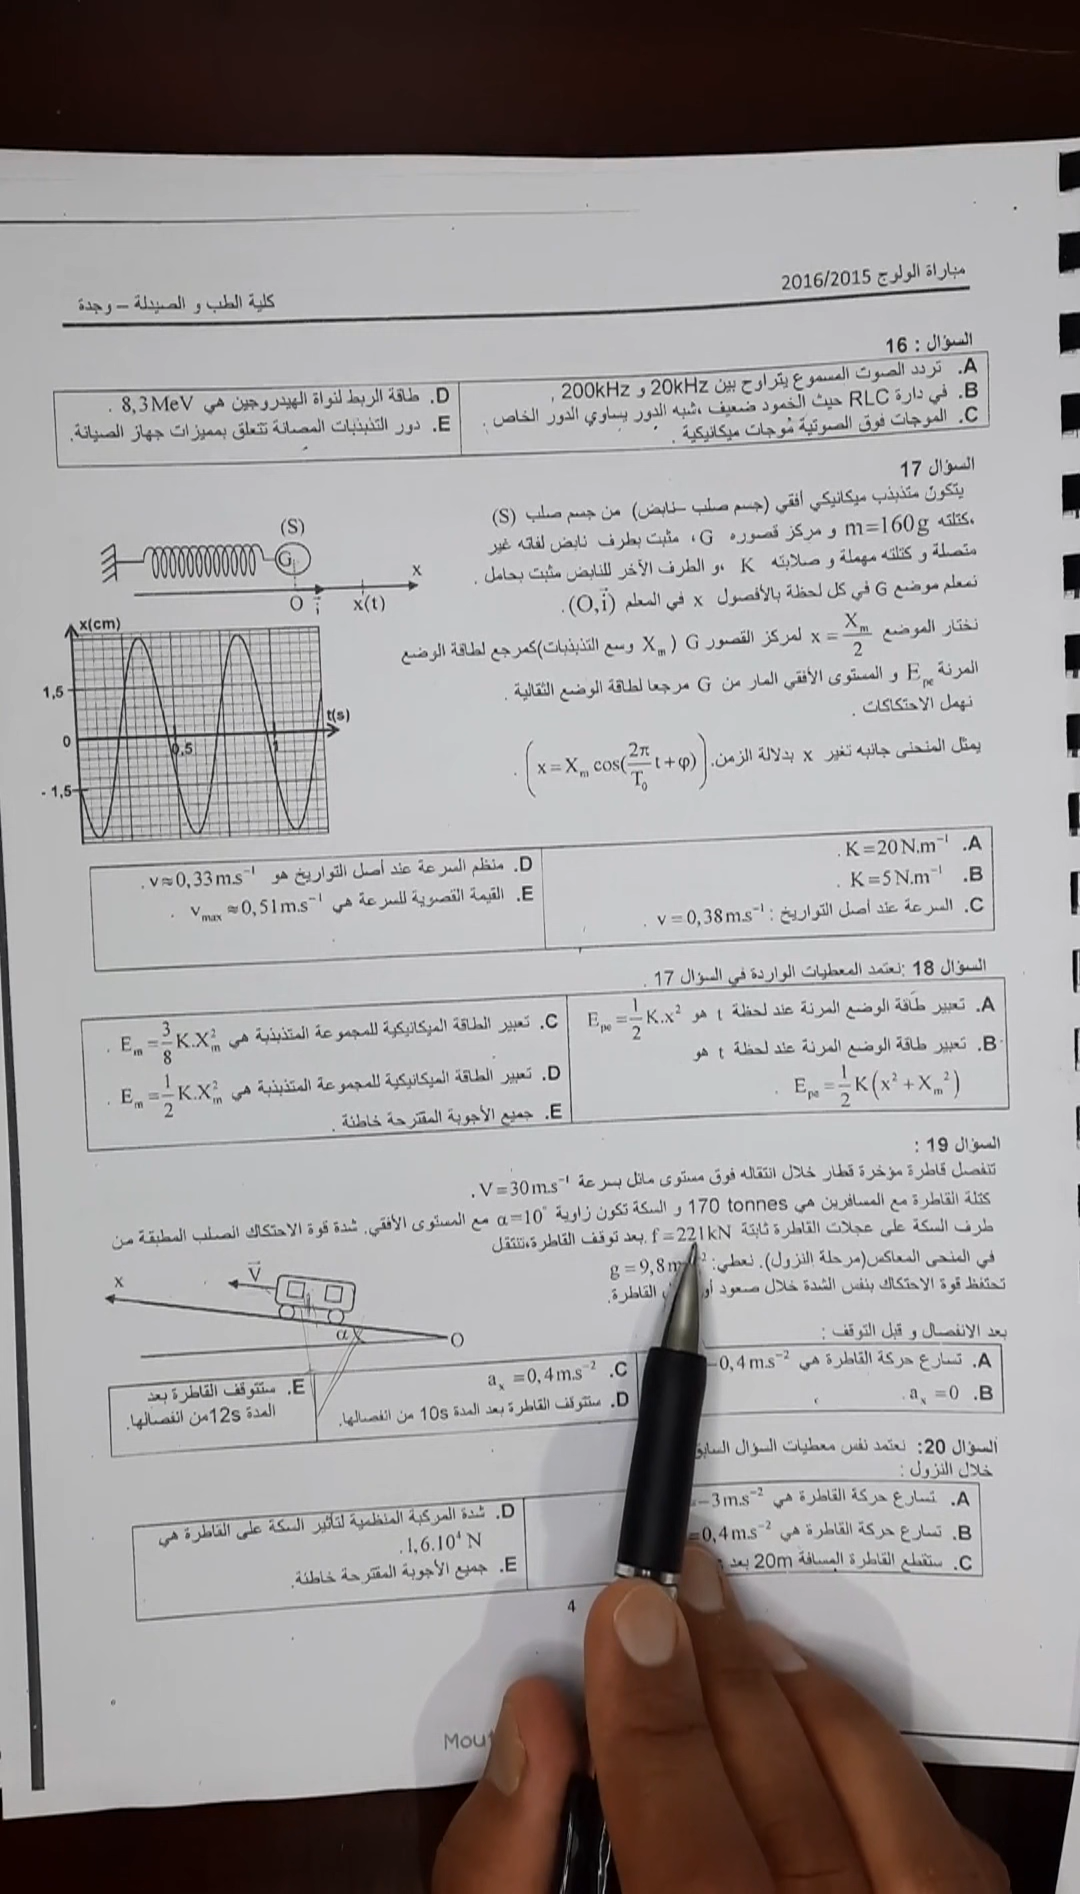 مباراة الولوج 2016/2015
كلية الطب و الصيدلة – وجدة
السؤال : 16
A. تردد الصوت المسموع يتراوح بين 20kHz و 200kHz .
B. في دارة RLC حيث الخمود ضعيف ،شبه الدور يساوي الدور الخاص .
C. الموجات فوق الصوتية موجات ميكانيكية .
D. طاقة الربط لنواة الهيدروجين هي 8,3MeV .
E. دور التذبذبات المصانة تتعلق بمميزات جهاز الصيانة.
السؤال 17
يتكون متذبذب ميكانيكي أفقي (جسم صلب –نابض) من جسم صلب (S)
،كتلته m=160g و مركز قصوره G، مثبت بطرف نابض لفاته غير
متصلة و كتلته مهملة و صلابته K ،و الطرف الآخر للنابض مثبت بحامل .
نمعلم موضع G في كل لحظة بالأفصول x في المعلم (O,i⃗).
نختار الموضع x = Xm/2 لمركز القصور G ( Xm وسع التذبذبات)كمرجع لطاقة الوضع
المرنة Epe و المستوى الأفقي المار من G مرجعا لطاقة الوضع الثقالية .
نهمل الاحتكاكات .
يمثل المنحنى جانبه تغير x بدلالة الزمن. (x = Xm cos(2π/T0 t+φ)) .
(S)
G
x
O i⃗ x(t)
x(cm)
1,5
t(s)
0
0,5
1
- 1,5
A. K=20N.m⁻¹ .
B. K=5N.m⁻¹ .
C. السرعة عند أصل التواريخ : v=0,38m.s⁻¹ .
D. منظم السرعة عند أصل التواريخ هو v≈0,33m.s⁻¹ .
E. القيمة القصوية للسرعة هي vmax≈0,51m.s⁻¹ .
السؤال 18 :نعتمد المعطيات الواردة في السؤال 17 .
A. تعبير طاقة الوضع المرنة عند لحظة t هو Epe=1/2 K.x²
B. تعبير طاقة الوضع المرنة عند لحظة t هو
Epe=1/2 K(x²+Xm²) .
C. تعبير الطاقة الميكانيكية للمجموعة المتذبذبة هي Em=3/8 K.Xm² .
D. تعبير الطاقة الميكانيكية للمجموعة المتذبذبة هي Em=1/2 K.Xm² .
E. جميع الأجوبة المقترحة خاطئة .
السؤال 19 :
تنفصل قاطرة مؤخرة قطار خلال انتقاله فوق مستوى مائل بسرعة V=30m.s⁻¹ .
كتلة القاطرة مع المسافرين هي 170 tonnes و السكة تكون زاوية α=10° مع المستوى الأفقي. شدة قوة الاحتكاك الصلب المطبقة من
طرف السكة على عجلات القاطرة ثابتة f=221kN .بعد توقف القاطرة،تنتقل
في المنحى المعاكس(مرحلة النزول). نعطي: g=9,8m
تحتفظ قوة الاحتكاك بنفس الشدة خلال صعود القاطرة.
x
V⃗
α
O
بعد الانفصال و قبل التوقف :
A. تسارع حركة القاطرة هي -0,4m.s⁻²
B. ax=0 .
C. ax=0,4m.s⁻²
D. ستتوقف القاطرة بعد المدة 10s من انفصالها.
E. ستتوقف القاطرة بعد
المدة 12s من انفصالها.
السؤال 20: نعتمد نفس معطيات السؤال
خلال النزول :
A. تسارع حركة القاطرة هي -3m.s⁻²
B. تسارع حركة القاطرة هي =0,4m.s⁻²
C. ستقطع القاطرة المسافة 20m بعد
D. شدة المركبة المنظمية لتأثير السكة على القاطرة هي
1,6.10⁴N .
E. جميع الأجوبة المقترحة خاطئة.
4